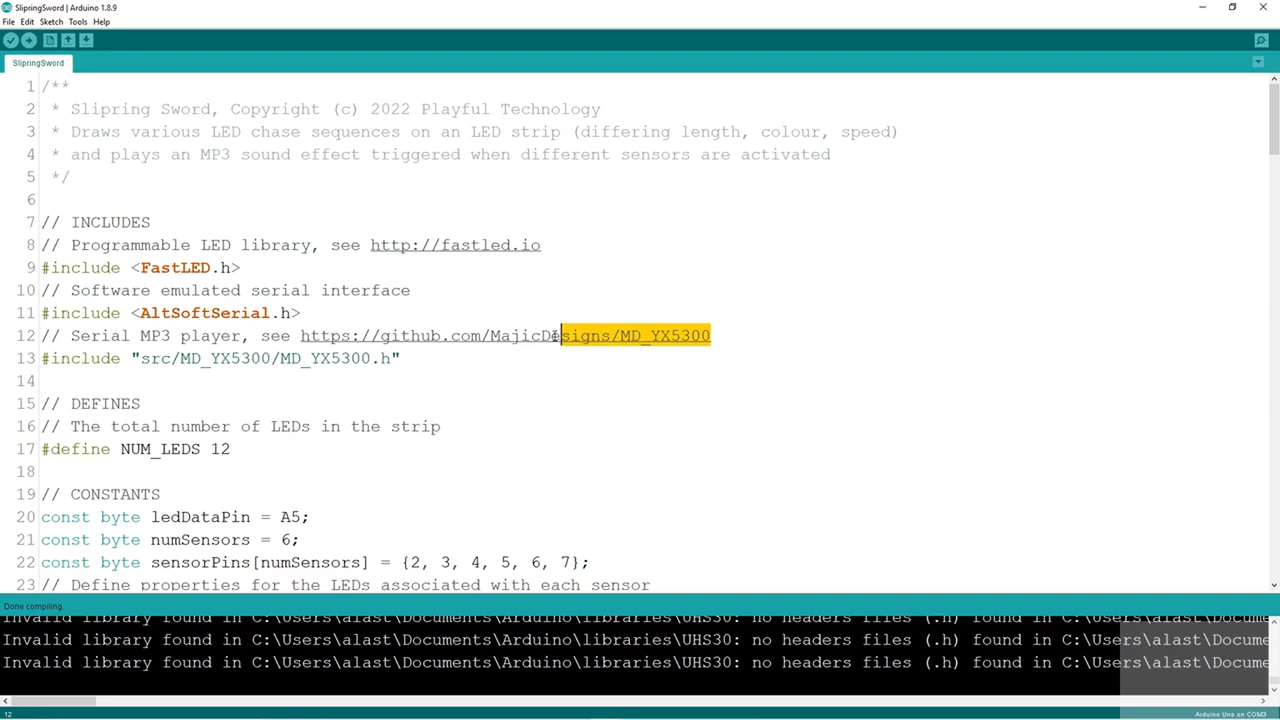 SlipringSword | Arduino 1.8.9
File Edit Sketch Tools Help
SlipringSword
1 /**
2 * Slipring Sword, Copyright (c) 2022 Playful Technology
3 * Draws various LED chase sequences on an LED strip (differing length, colour, speed)
4 * and plays an MP3 sound effect triggered when different sensors are activated
5 */
6
7 // INCLUDES
8 // Programmable LED library, see http://fastled.io
9 #include <FastLED.h>
10 // Software emulated serial interface
11 #include <AltSoftSerial.h>
12 // Serial MP3 player, see https://github.com/MajicDesigns/MD_YX5300
13 #include "src/MD_YX5300/MD_YX5300.h"
14
15 // DEFINES
16 // The total number of LEDs in the strip
17 #define NUM_LEDS 12
18
19 // CONSTANTS
20 const byte ledDataPin = A5;
21 const byte numSensors = 6;
22 const byte sensorPins[numSensors] = {2, 3, 4, 5, 6, 7};
23 // Define properties for the LEDs associated with each sensor
Done compiling.
Invalid library found in C:\Users\alast\Documents\Arduino\libraries\UHS30: no headers files (.h) found in C:\Users\alast\Docume
Invalid library found in C:\Users\alast\Documents\Arduino\libraries\UHS30: no headers files (.h) found in C:\Users\alast\Docume
Invalid library found in C:\Users\alast\Documents\Arduino\libraries\UHS30: no headers files (.h) found in C:\Users\alast\Docume
12
Arduino Uno on COM3